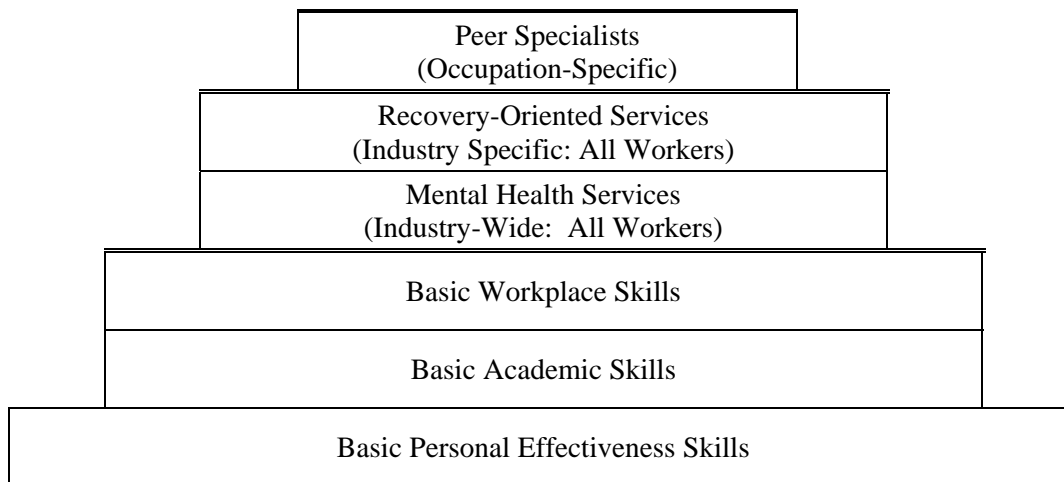 Peer Specialists
(Occupation-Specific)
Recovery-Oriented Services
(Industry Specific: All Workers)
Mental Health Services
(Industry-Wide:  All Workers)
Basic Workplace Skills
Basic Academic Skills
Basic Personal Effectiveness Skills